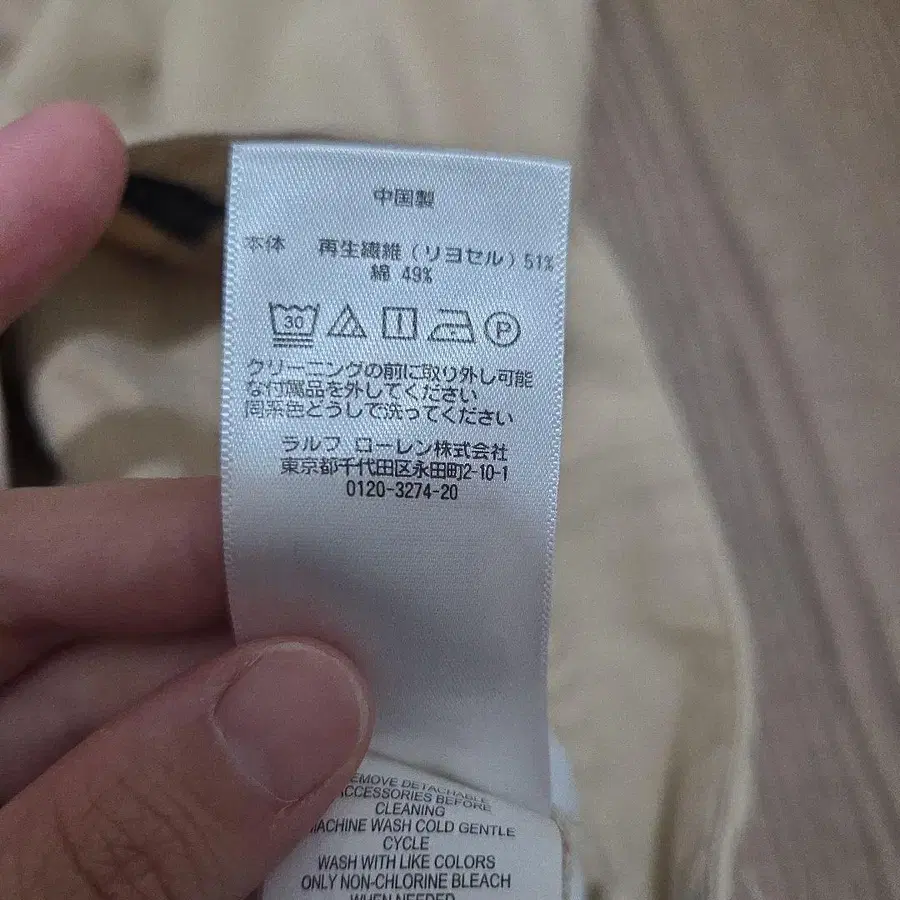 中国製
本体 再生繊維(リヨセル)51%
綿 49%
30 P
クリーニングの前に取り外し可能
な付属品を外してください
同系色どうしで洗ってください
ラルフ ローレン株式会社
東京都千代田区永田町2-10-1
0120-3274-20
EMOVE DETACHABLE
ACCESSORIES BEFORE
CLEANING
MACHINE WASH COLD GENTLE
CYCLE
WASH WITH LIKE COLORS
ONLY NON-CHLORINE BLEACH
WHEN NEEDED